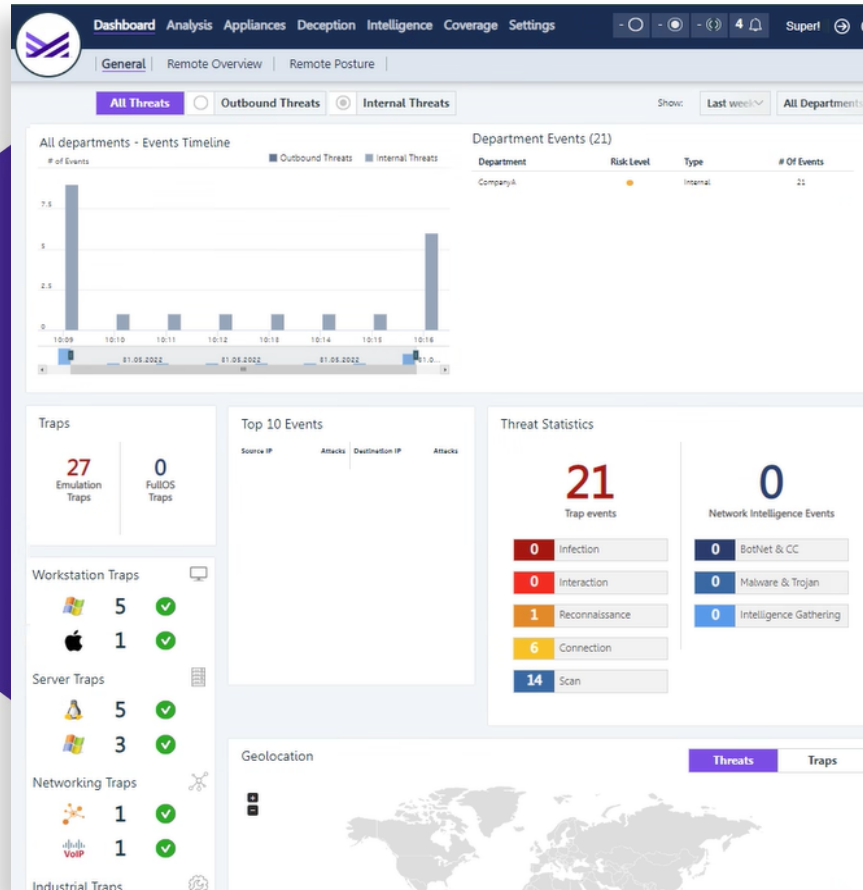 Dashboard Analysis Appliances Deception Intelligence Coverage Settings - - - 4 Super!
General Remote Overview Remote Posture
All Threats Outbound Threats Internal Threats Show: Last week All Departments
All departments - Events Timeline
# of Events Outbound Threats Internal Threats
7.5
5
2.5
0
10:09 10:10 10:11 10:12 10:13 10:14 10:15 10:16
31.05.2022 31.05.2022 31.05.2022 31.0...
Department Events (21)
Department Risk Level Type # Of Events
CompanyA Internal 21
Traps
27 0
Emulation FullOS
Traps Traps
Workstation Traps
5
1
Server Traps
5
3
Networking Traps
1
VoIP 1
Industrial Traps
Top 10 Events
Source IP Attacks Destination IP Attacks
Threat Statistics
21 0
Trap events Network Intelligence Events
0 Infection 0 BotNet & CC
0 Interaction 0 Malware & Trojan
1 Reconnaissance 0 Intelligence Gathering
6 Connection
14 Scan
Geolocation Threats Traps
+
-